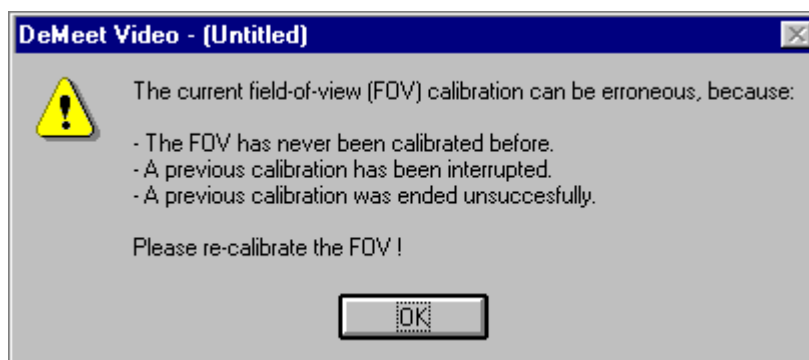 DeMeet Video - (Untitled)
The current field-of-view (FOV) calibration can be erroneous, because:
- The FOV has never been calibrated before.
- A previous calibration has been interrupted.
- A previous calibration was ended unsuccesfully.
Please re-calibrate the FOV !
OK